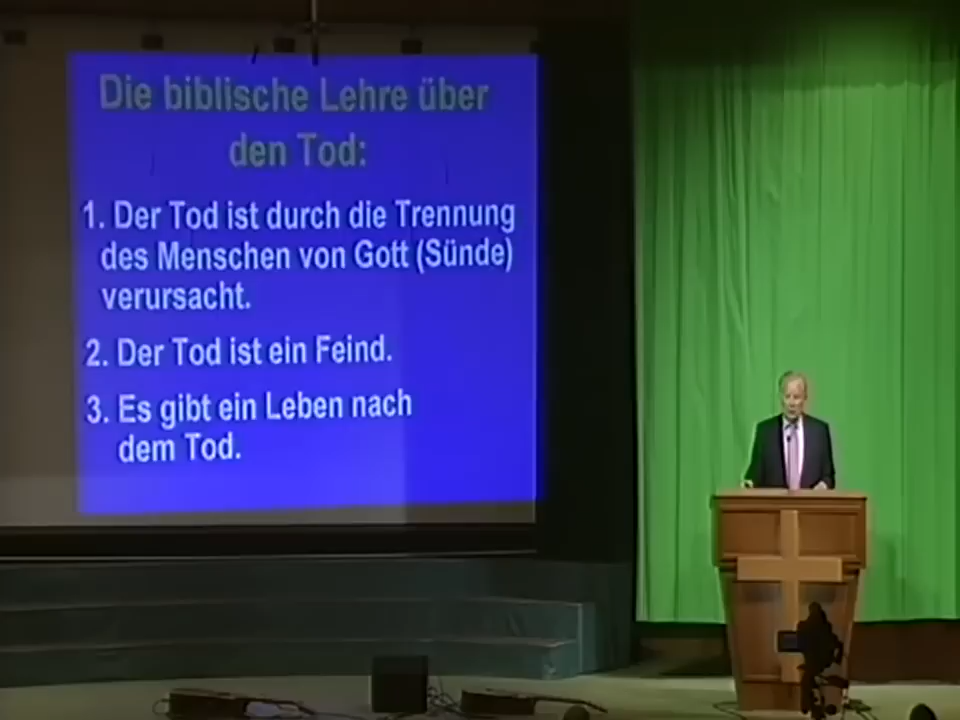 Die biblische Lehre über
den Tod:
1. Der Tod ist durch die Trennung
des Menschen von Gott (Sünde)
verursacht.
2. Der Tod ist ein Feind.
3. Es gibt ein Leben nach
dem Tod.